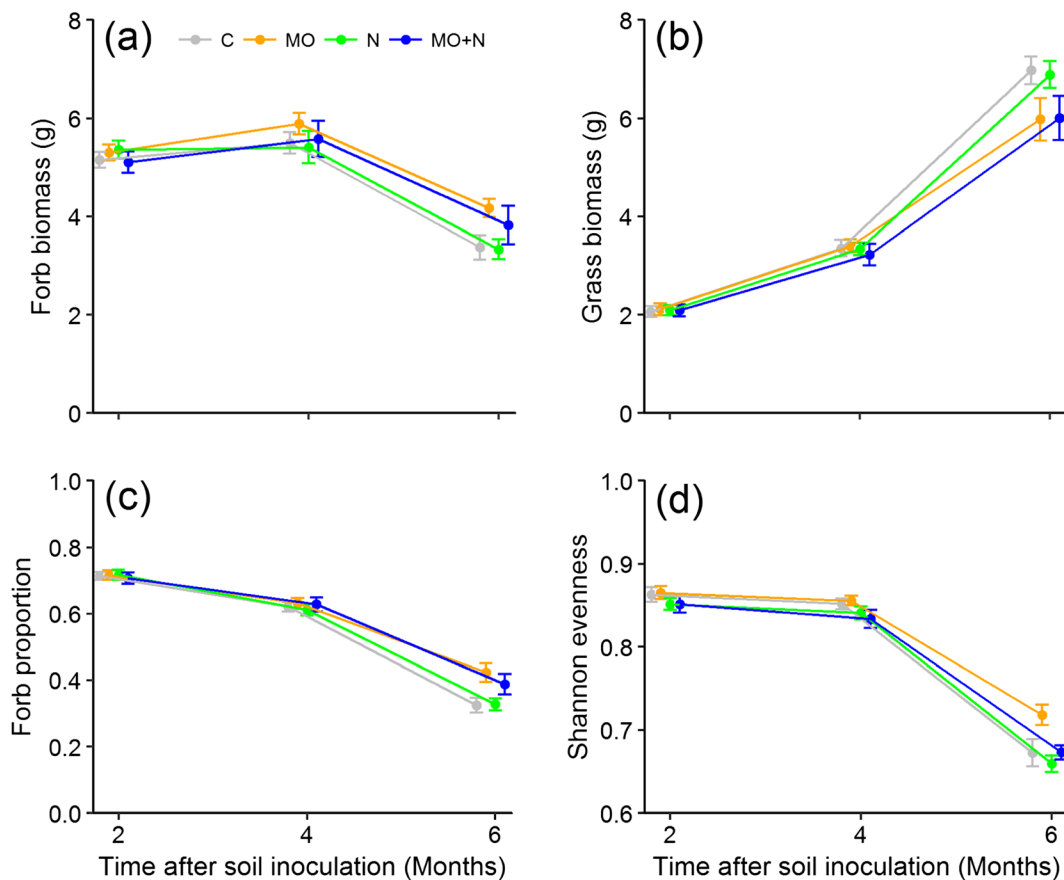 (a)
C MO N MO+N
Forb biomass (g)
8
6
4
2
0
(b)
Grass biomass (g)
8
6
4
2
0
(c)
Forb proportion
1.0
0.8
0.6
0.4
0.2
0.0
2 4 6
Time after soil inoculation (Months)
(d)
Shannon evenness
1.0
0.9
0.8
0.7
0.6
2 4 6
Time after soil inoculation (Months)